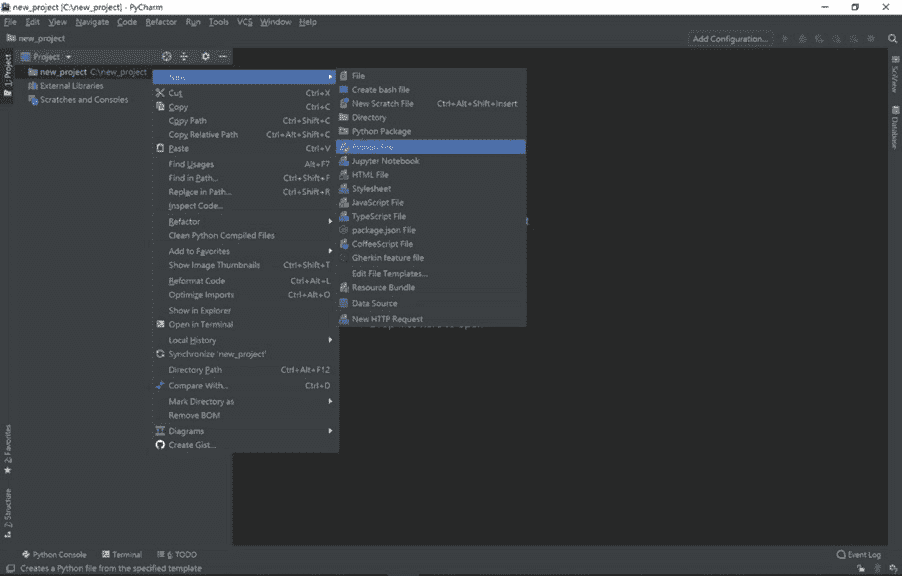 new_project [C:\new_project] - PyCharm
File Edit View Navigate Code Refactor Run Tools VCS Window Help
new_project
Add Configuration...
1: Project
Project
new_project C:\new_project
External Libraries
Scratches and Consoles
New
Cut Ctrl+X
Copy Ctrl+C
Copy Path Ctrl+Shift+C
Copy Relative Path Ctrl+Alt+Shift+C
Paste Ctrl+V
Find Usages Alt+F7
Find in Path... Ctrl+Shift+F
Replace in Path... Ctrl+Shift+R
Inspect Code...
Refactor
Clean Python Compiled Files
Add to Favorites
Show Image Thumbnails Ctrl+Shift+T
Reformat Code Ctrl+Alt+L
Optimize Imports Ctrl+Alt+O
Show in Explorer
Open in Terminal
Local History
Synchronize 'new_project'
Directory Path Ctrl+Alt+F12
Compare With... Ctrl+D
Mark Directory as
Remove BOM
Diagrams
Create Gist...
File
Create bash file
New Scratch File Ctrl+Alt+Shift+Insert
Directory
Python Package
Python File
Jupyter Notebook
HTML File
Stylesheet
JavaScript File
TypeScript File
package.json File
CoffeeScript File
Gherkin feature file
Edit File Templates...
Resource Bundle
Data Source
New HTTP Request
SciView
Database
2: Favorites
7: Structure
Python Console Terminal 6: TODO
Event Log
Creates a Python file from the specified template